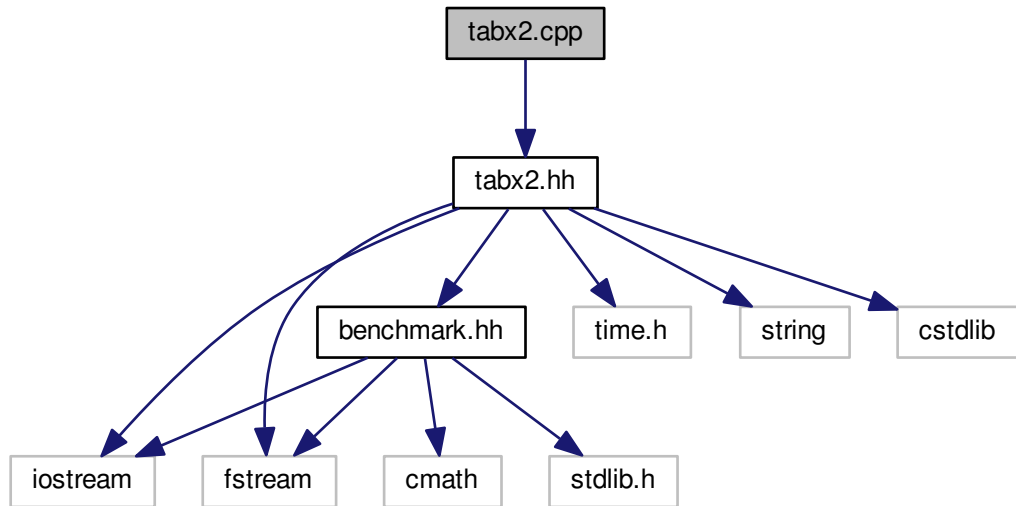 tabx2.cpp
tabx2.hh
benchmark.hh
time.h
string
cstdlib
iostream
fstream
cmath
stdlib.h